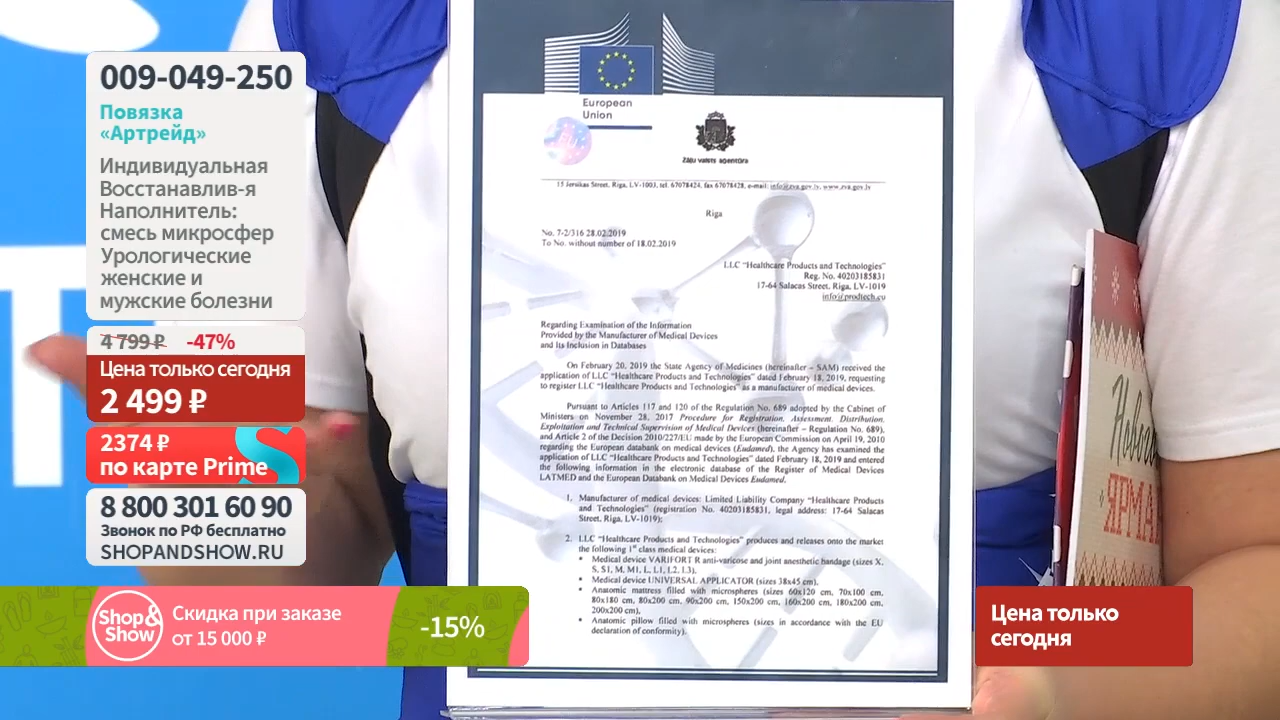 009-049-250
Повязка
«Артрейд»
Индивидуальная
Восстанавлив-я
Наполнитель:
смесь микросфер
Урологические
женские и
мужские болезни
4 799 ₽ -47%
Цена только сегодня
2 499 ₽
2374 ₽
по карте Prime
8 800 301 60 90
Звонок по РФ бесплатно
SHOPANDSHOW.RU
Shop&
Show
Скидка при заказе
от 15 000 ₽
-15%
Цена только
сегодня
European
Union
Zāļu valsts aģentūra
15 Jersikas Street, Riga, LV-1003, tel. 67078424, fax 67078428, e-mail: info@zva.gov.lv, www.zva.gov.lv
Riga
No. 7-2/316 28.02.2019
To No. without number of 18.02.2019
LLC "Healthcare Products and Technologies"
Reg. No. 40203185831
17-64 Salacas Street, Riga, LV-1019
info@prodtech.eu
Regarding Examination of the Information
Provided by the Manufacturer of Medical Devices
and Its Inclusion in Databases
On February 20, 2019 the State Agency of Medicines (hereinafter – SAM) received the
application of LLC "Healthcare Products and Technologies" dated February 18, 2019, requesting
to register LLC "Healthcare Products and Technologies" as a manufacturer of medical devices.
Pursuant to Articles 117 and 120 of the Regulation No. 689 adopted by the Cabinet of
Ministers on November 28, 2017 Procedure for Registration, Assessment, Distribution,
Exploitation and Technical Supervision of Medical Devices (hereinafter – Regulation No. 689),
and Article 2 of the Decision 2010/227/EU made by the European Commission on April 19, 2010
regarding the European databank on medical devices (Eudamed), the Agency has examined the
application of LLC "Healthcare Products and Technologies" dated February 18, 2019 and entered
the following information in the electronic database of the Register of Medical Devices
LATMED and the European Databank on Medical Devices Eudamed.
1. Manufacturer of medical devices: Limited Liability Company "Healthcare Products
and Technologies" (registration No. 40203185831, legal address: 17-64 Salacas
Street, Riga, LV-1019);
2. LLC "Healthcare Products and Technologies" produces and releases onto the market
the following 1st class medical devices:
• Medical device VARIFORT R anti-varicose and joint anesthetic bandage (sizes X,
S, S1, M, M1, L, L1, L2, L3).
• Medical device UNIVERSAL APPLICATOR (sizes 38x45 cm),
• Anatomic mattress filled with microspheres (sizes 60x120 cm, 70x100 cm,
80x180 cm, 80x200 cm, 90x200 cm, 150x200 cm, 160x200 cm, 180x200 cm,
200x200 cm),
• Anatomic pillow filled with microspheres (sizes in accordance with the EU
declaration of conformity).